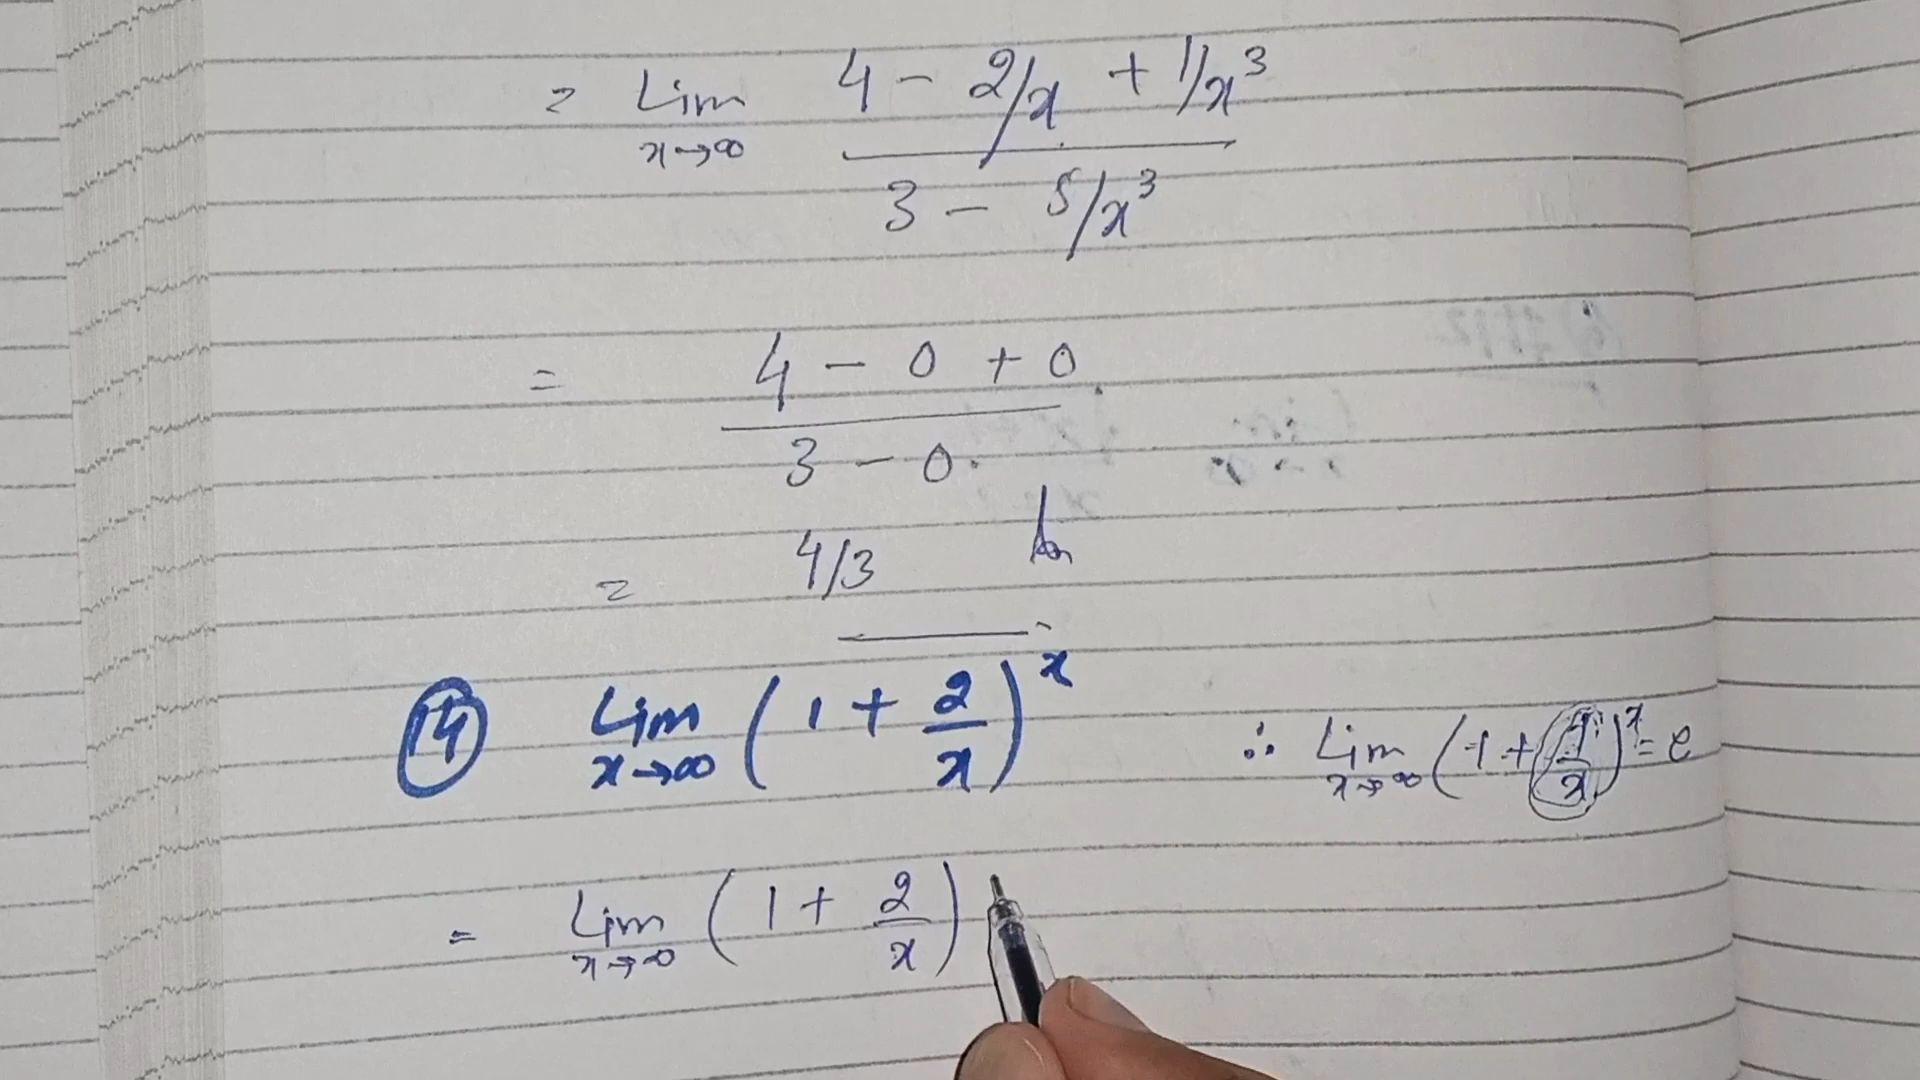 = Lim x→∞ 4 - 2/x + 1/x³
3 - 5/x³
= 4 - 0 + 0
3 - 0.
= 4/3
14 Lim x→∞ (1 + 2/x)^x ∴ Lim x→∞ (1 + 1/x)^x = e
= Lim x→∞ (1 + 2/x)